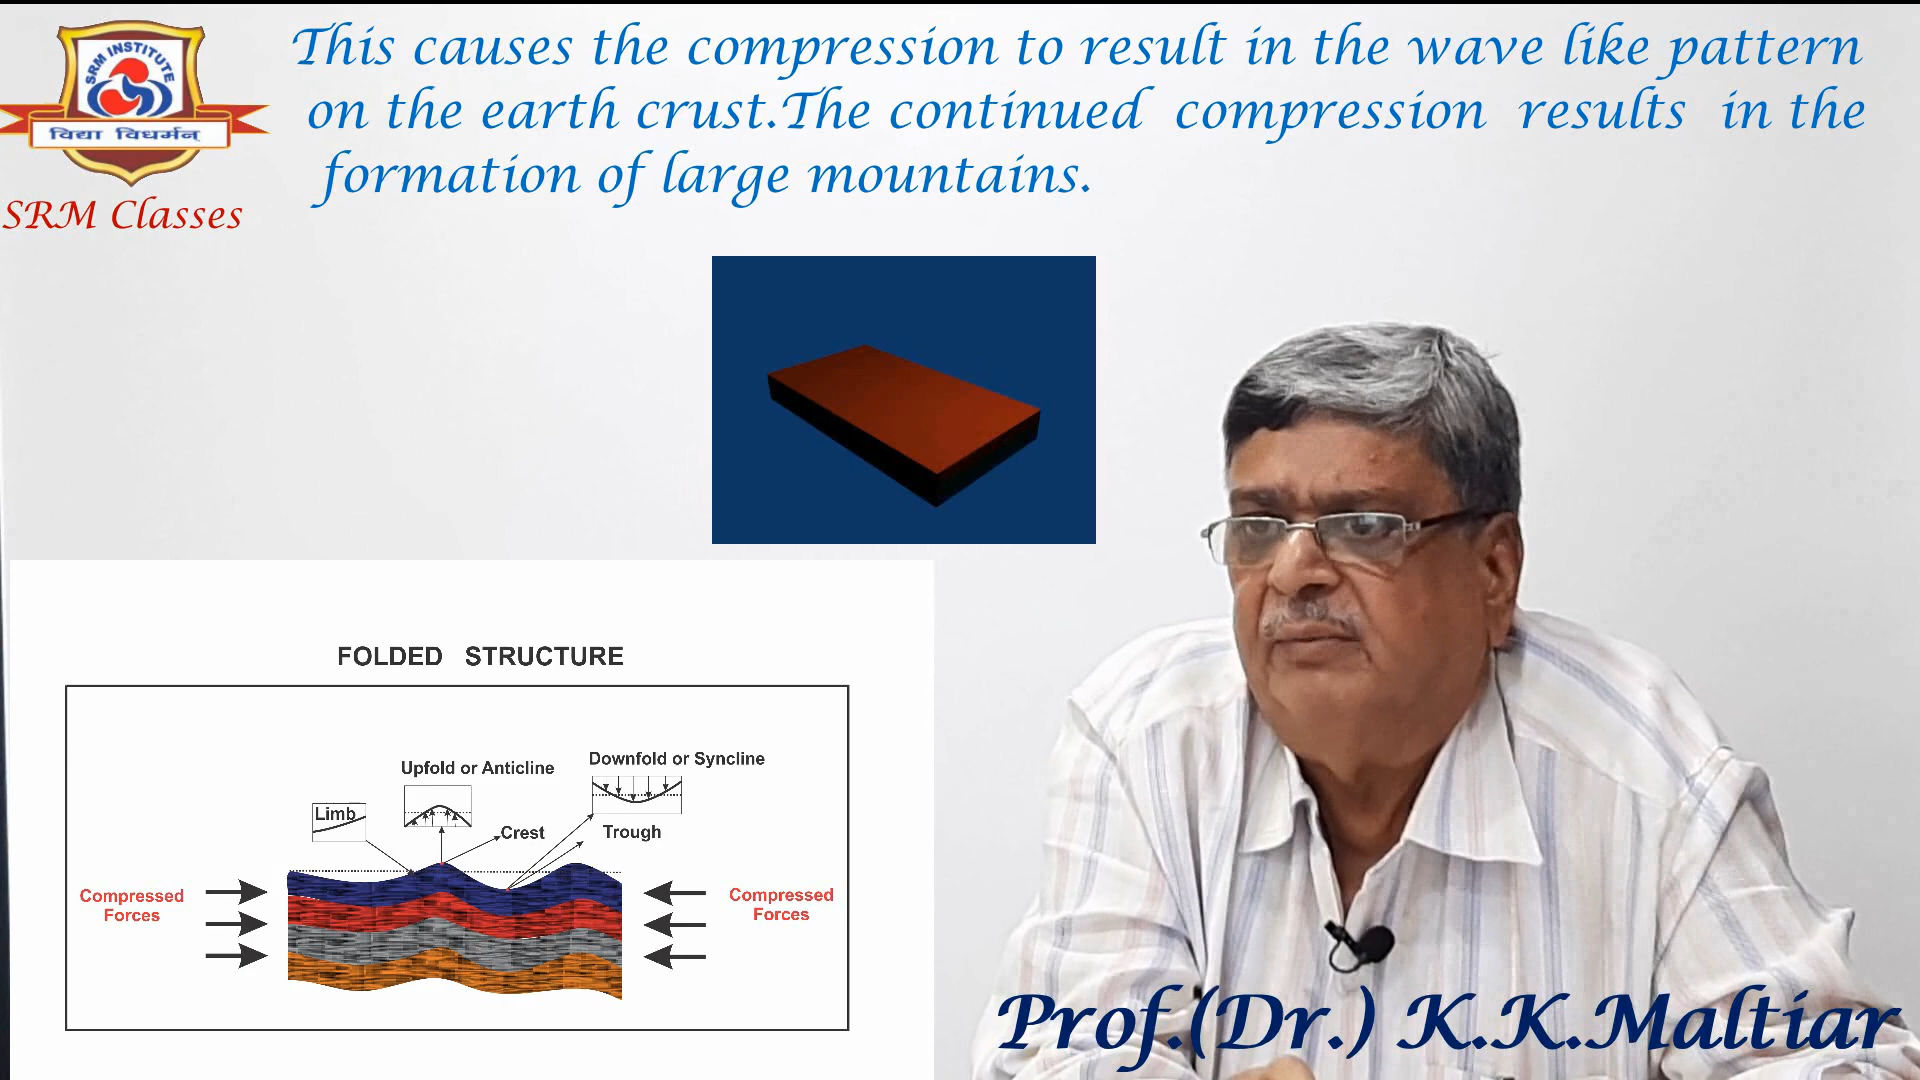 This causes the compression to result in the wave like pattern
on the earth crust.The continued compression results in the
formation of large mountains.
SRM INSTITUTE
विद्या विधर्मन्
SRM Classes
FOLDED STRUCTURE
Upfold or Anticline
Downfold or Syncline
Limb
Crest
Trough
Compressed
Forces
Compressed
Forces
Prof.(Dr.) K.K.Maltiar